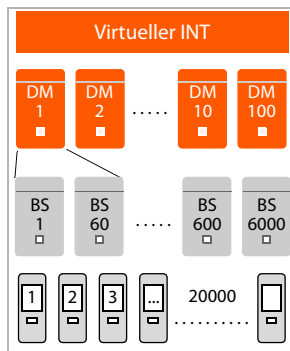 Virtueller INT
DM 1
DM 2
.....
DM 10
DM 100
BS 1
BS 60
.....
BS 600
BS 6000
1
2
3
...
20000
..........